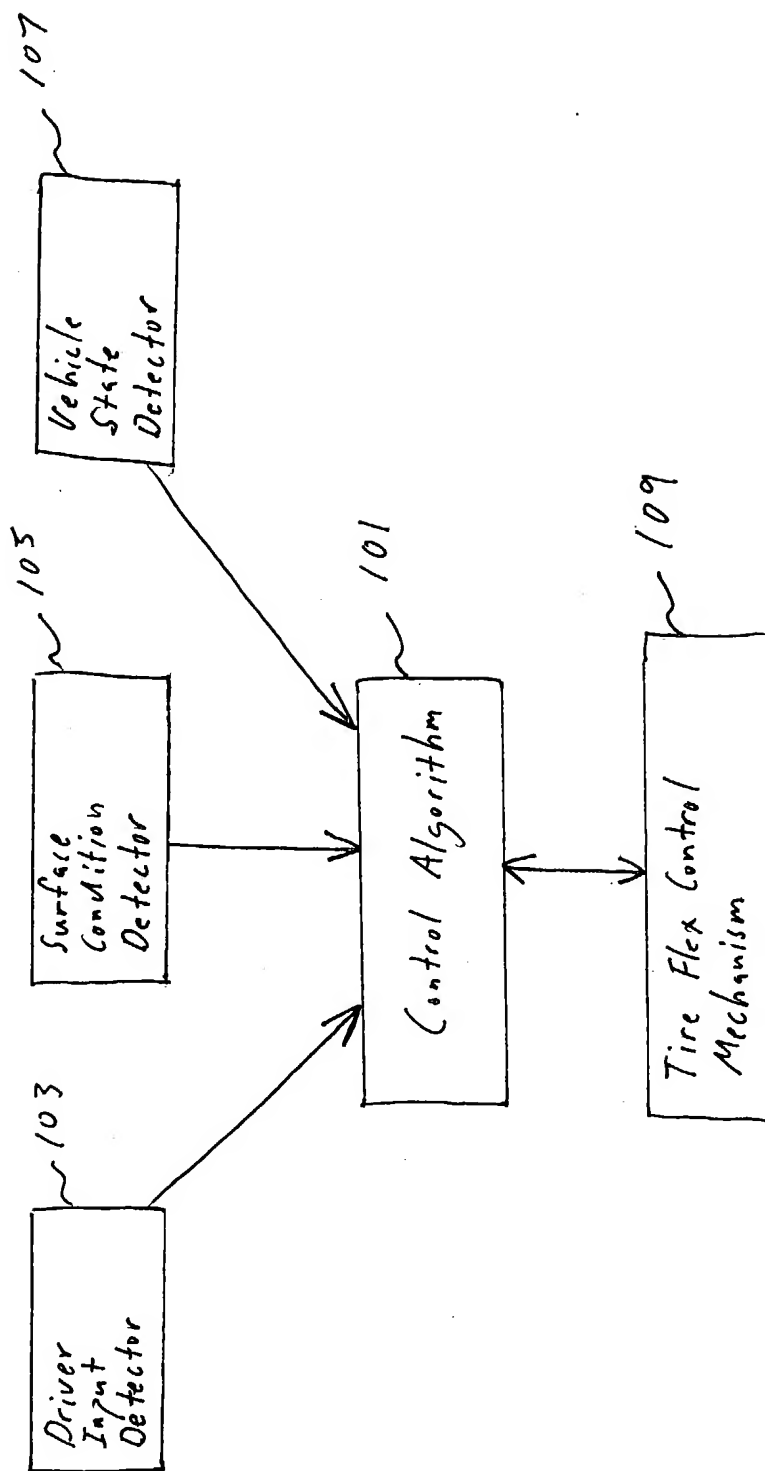 103
Driver
Input
Detector
105
Surface
Condition
Detector
107
Vehicle
State
Detector
101
Control Algorithm
109
Tire Flex Control
Mechanism